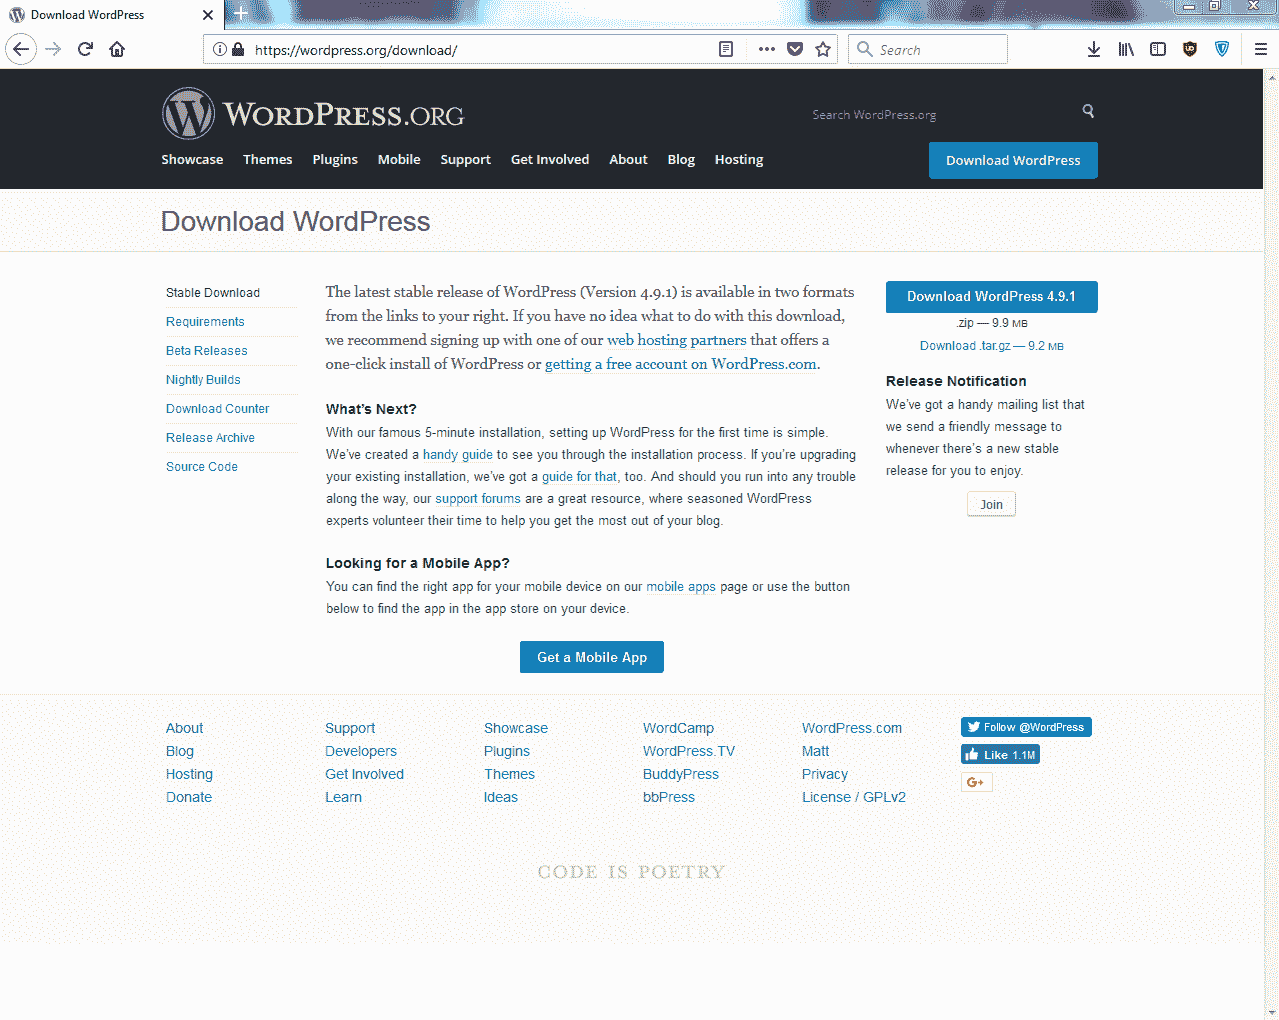 Download WordPress
https://wordpress.org/download/
Search
WORDPRESS.ORG
Search WordPress.org
Showcase Themes Plugins Mobile Support Get Involved About Blog Hosting
Download WordPress
Download WordPress
Stable Download
Requirements
Beta Releases
Nightly Builds
Download Counter
Release Archive
Source Code
The latest stable release of WordPress (Version 4.9.1) is available in two formats
from the links to your right. If you have no idea what to do with this download,
we recommend signing up with one of our web hosting partners that offers a
one-click install of WordPress or getting a free account on WordPress.com.
What's Next?
With our famous 5-minute installation, setting up WordPress for the first time is simple.
We've created a handy guide to see you through the installation process. If you're upgrading
your existing installation, we've got a guide for that, too. And should you run into any trouble
along the way, our support forums are a great resource, where seasoned WordPress
experts volunteer their time to help you get the most out of your blog.
Looking for a Mobile App?
You can find the right app for your mobile device on our mobile apps page or use the button
below to find the app in the app store on your device.
Get a Mobile App
Download WordPress 4.9.1
.zip — 9.9 MB
Download .tar.gz — 9.2 MB
Release Notification
We've got a handy mailing list that
we send a friendly message to
whenever there's a new stable
release for you to enjoy.
Join
About
Blog
Hosting
Donate
Support
Developers
Get Involved
Learn
Showcase
Plugins
Themes
Ideas
WordCamp
WordPress.TV
BuddyPress
bbPress
WordPress.com
Matt
Privacy
License / GPLv2
Follow @WordPress
Like 1.1M
G+
CODE IS POETRY